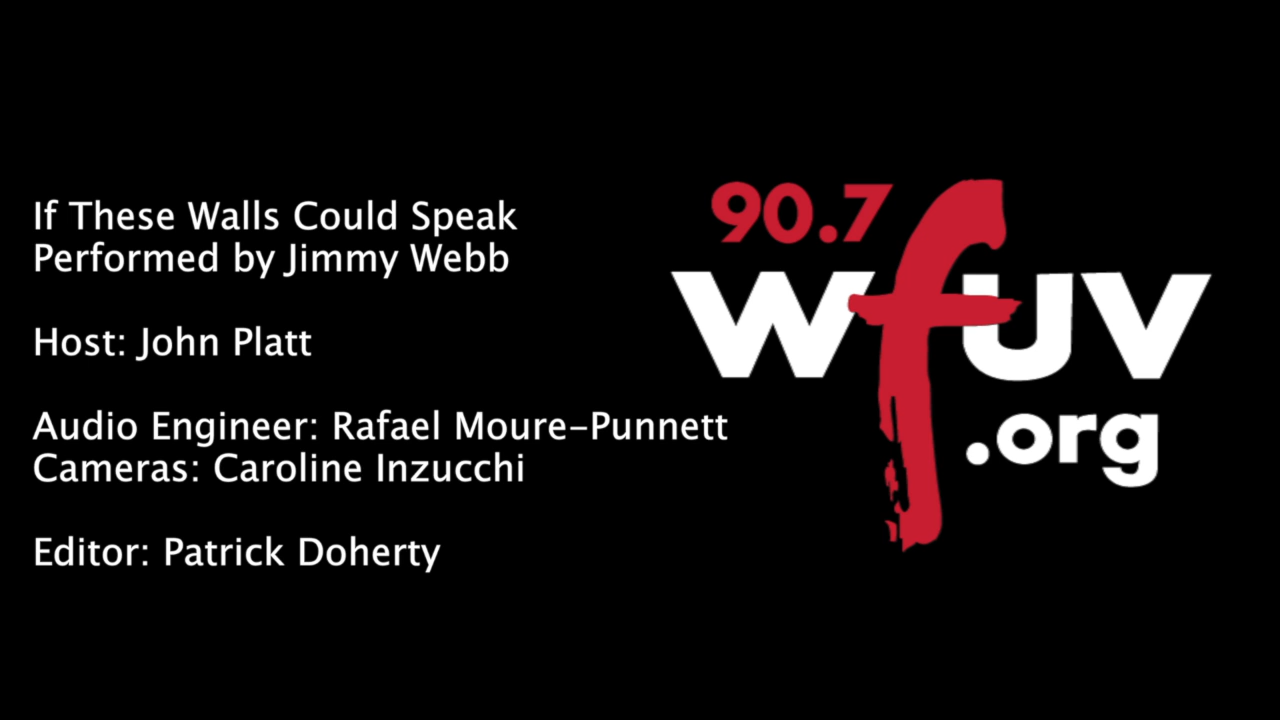 If These Walls Could Speak
Performed by Jimmy Webb
Host: John Platt
Audio Engineer: Rafael Moure-Punnett
Cameras: Caroline Inzucchi
Editor: Patrick Doherty
90.7
wfuv
.org